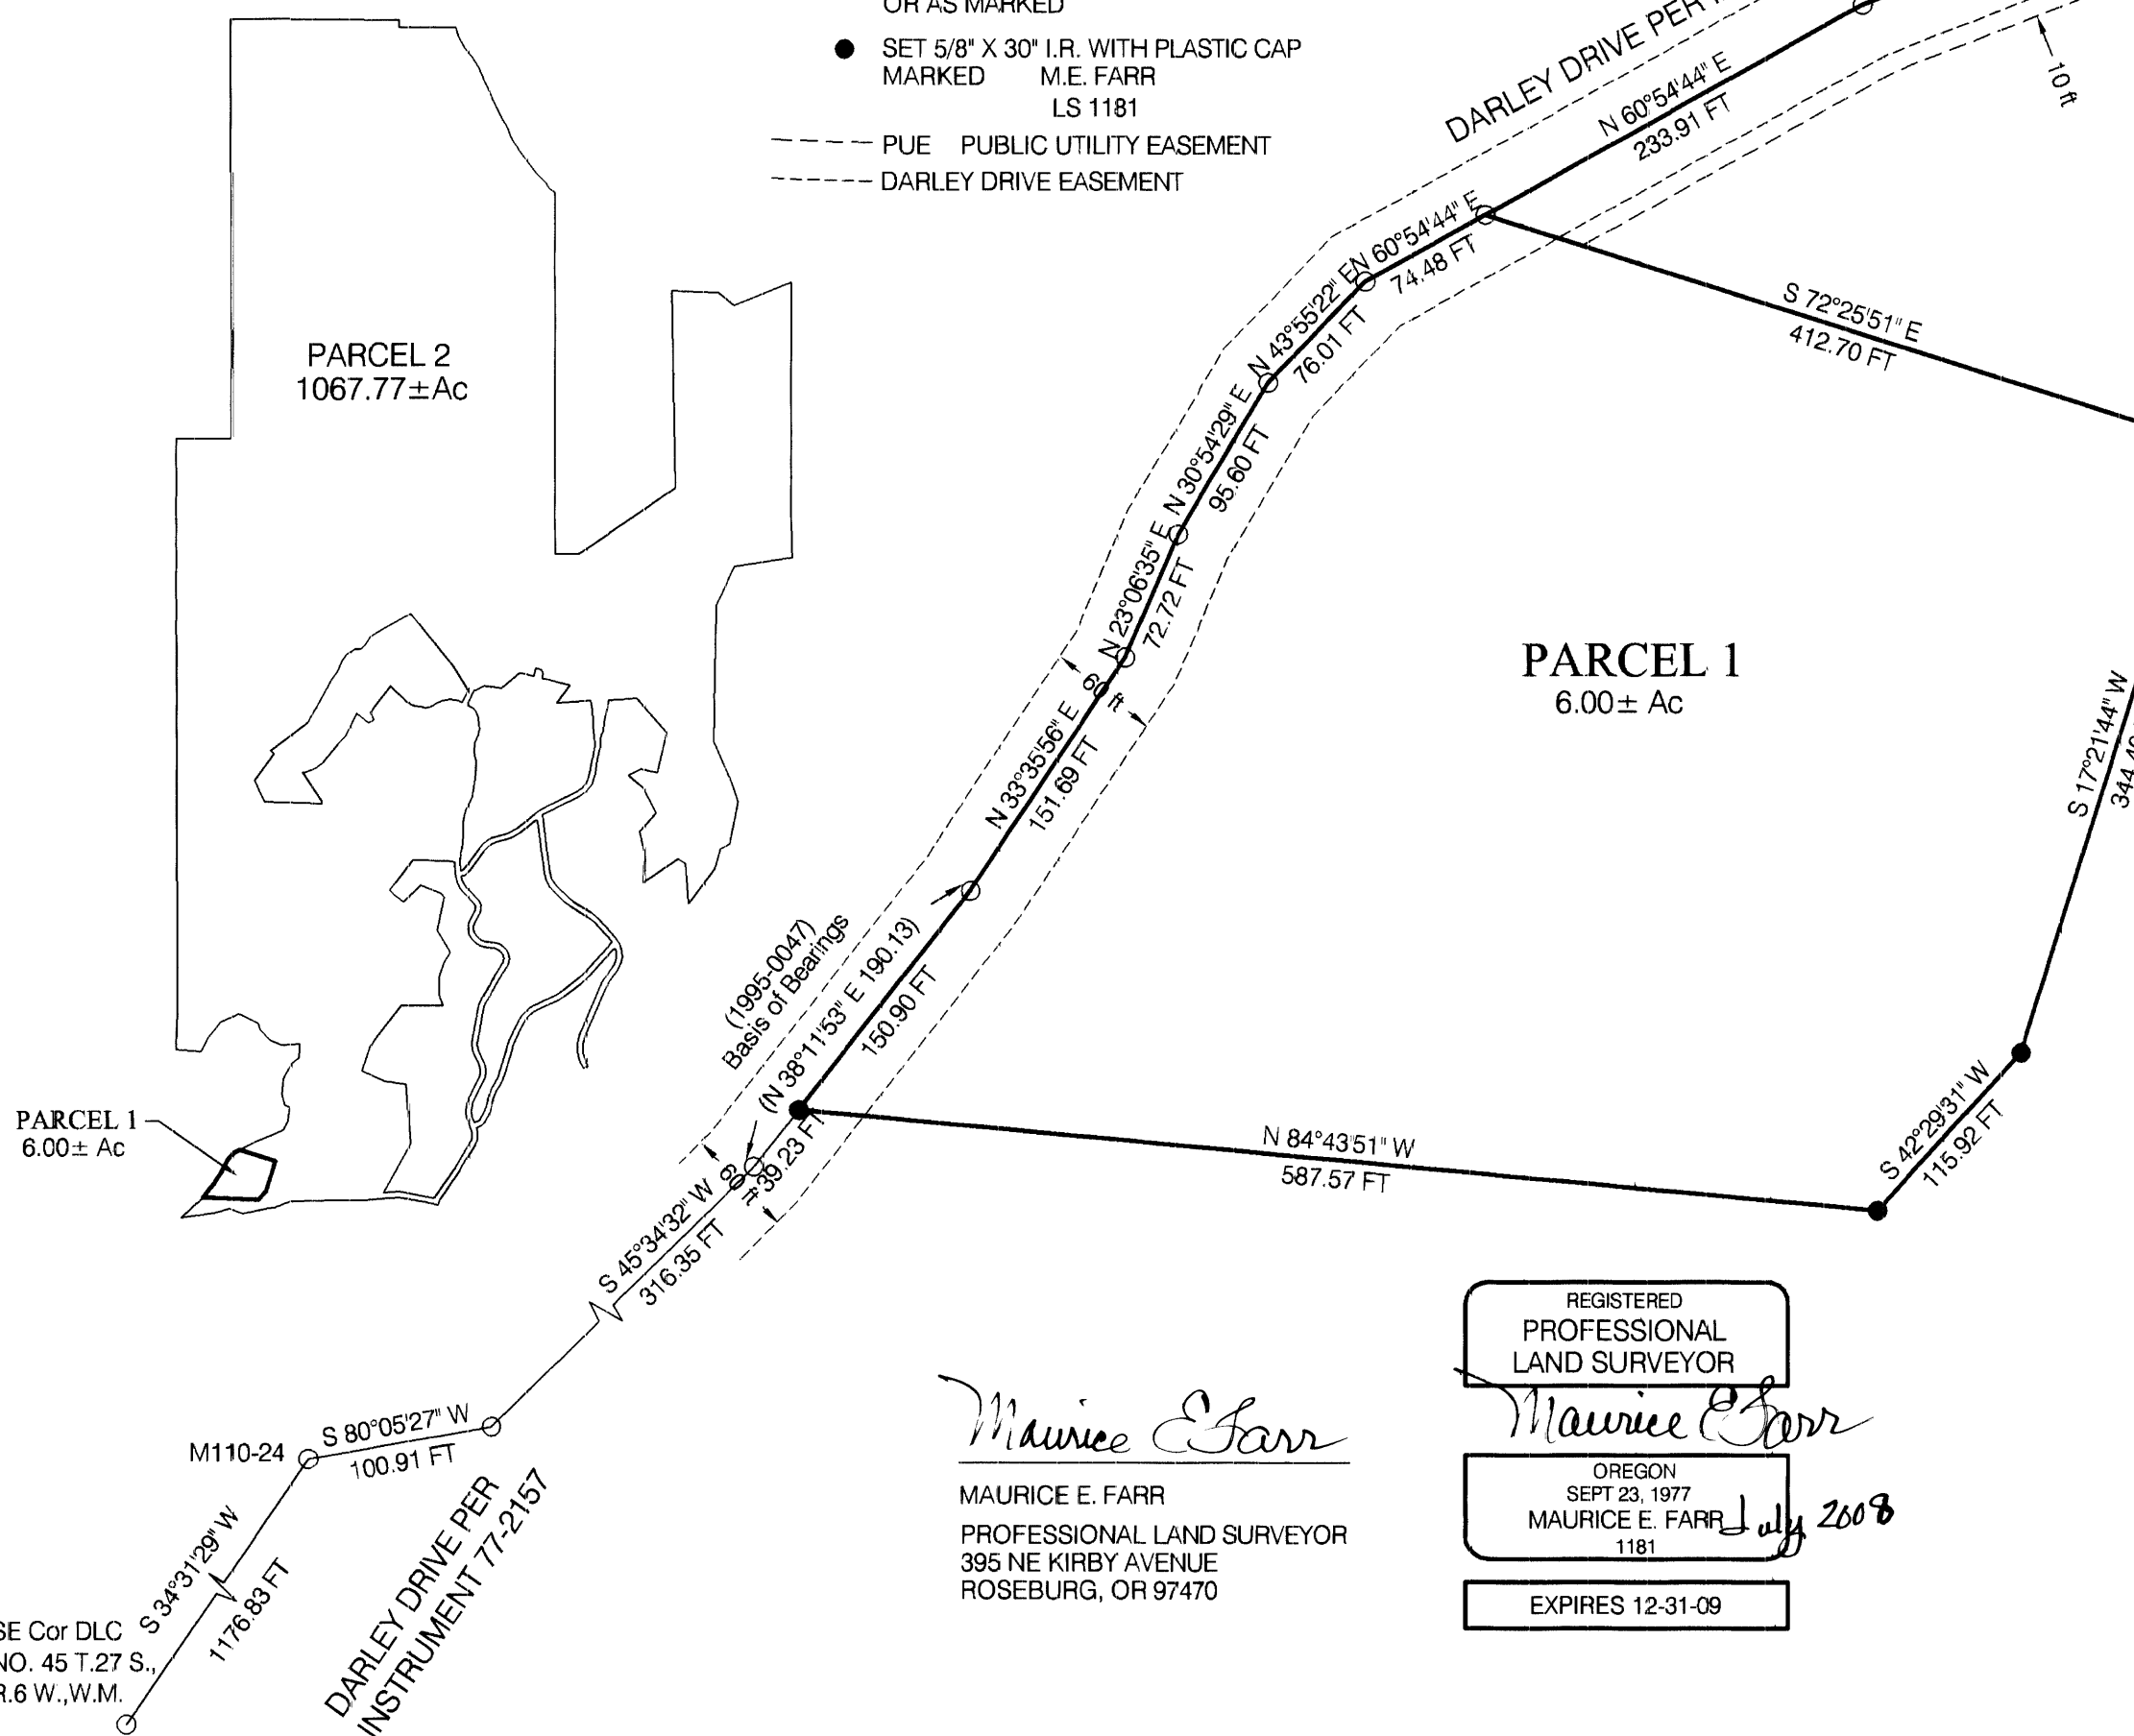 OR AS MARKED
SET 5/8" X 30" I.R. WITH PLASTIC CAP
MARKED M.E. FARR
LS 1181
PUE PUBLIC UTILITY EASEMENT
DARLEY DRIVE EASEMENT
DARLEY DRIVE PER
N 60°54'44" E
233.91 FT
10 ft
N 60°54'44" E
74.48 FT
S 72°25'51" E
412.70 FT
N 43°55'22" E
76.01 FT
PARCEL 2
1067.77±Ac
N 30°54'29" E
95.60 FT
N 23°06'35" E
72.72 FT
PARCEL 1
6.00± Ac
60 ft
N 33°35'56" E
151.69 FT
S 17°21'44" W
(1995-0047)
Basis of Bearings
(N 38°11'53" E 190.13)
150.90 FT
PARCEL 1
6.00± Ac
39.23 FT
60 ft
N 84°43'51" W
587.57 FT
S 42°29'31" W
115.92 FT
S 45°34'32" W
316.35 FT
M110-24
S 80°05'27" W
100.91 FT
S 34°31'29" W
1176.83 FT
SE Cor DLC
NO. 45 T.27 S.,
R.6 W.,W.M.
DARLEY DRIVE PER
INSTRUMENT 77-2157
Maurice E Farr
MAURICE E. FARR
PROFESSIONAL LAND SURVEYOR
395 NE KIRBY AVENUE
ROSEBURG, OR 97470
REGISTERED
PROFESSIONAL
LAND SURVEYOR
Maurice E Farr
OREGON
SEPT 23, 1977
MAURICE E. FARR
1181
July 2008
EXPIRES 12-31-09